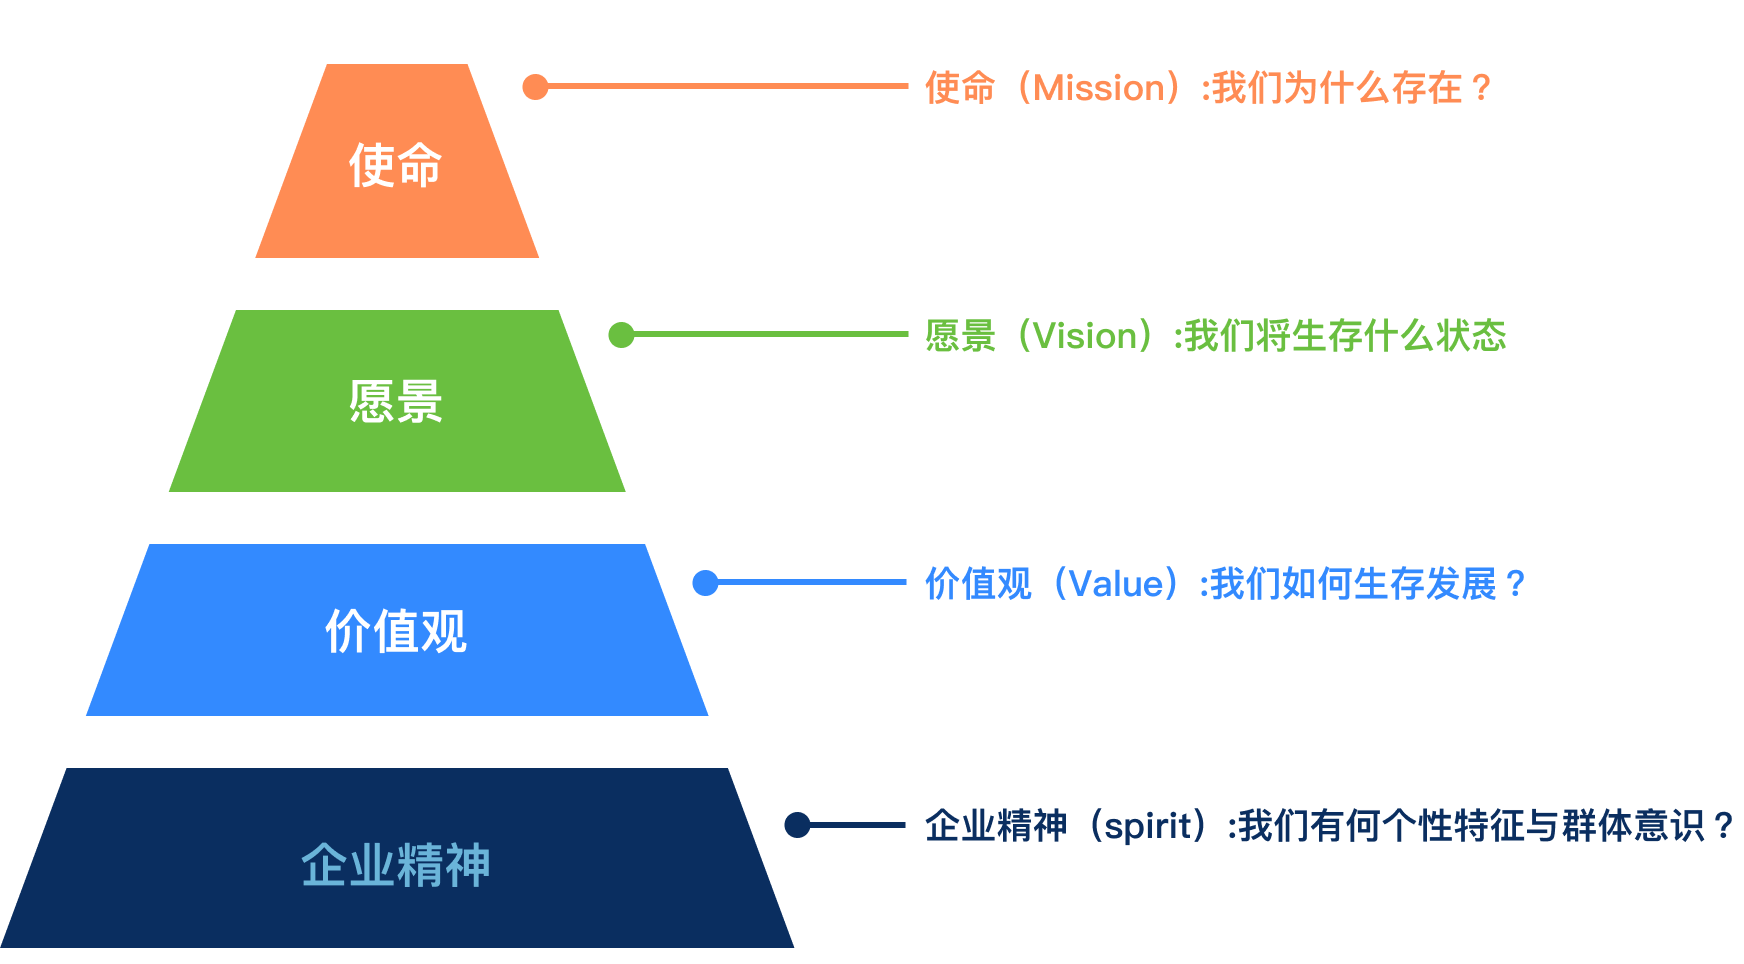 使命
使命（Mission）:我们为什么存在？
愿景
愿景（Vision）:我们将生存什么状态
价值观
价值观（Value）:我们如何生存发展？
企业精神
企业精神（spirit）:我们有何个性特征与群体意识？